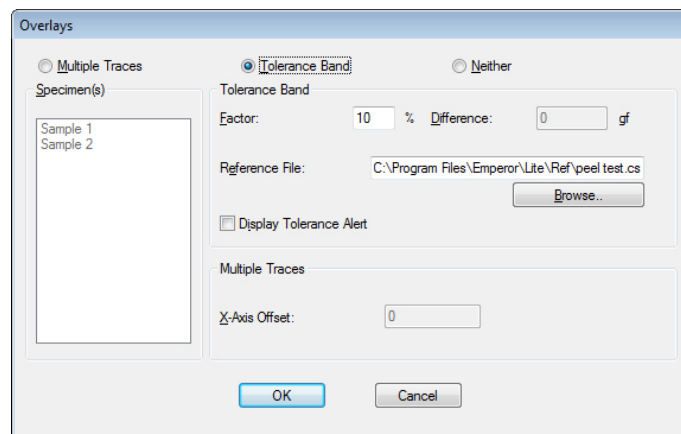 Overlays
Multiple Traces Tolerance Band Neither
Specimen(s)
Sample 1
Sample 2
Tolerance Band
Factor: 10 % Difference: 0 gf
Reference File: C:\Program Files\Emperor\Lite\Ref\peel test.cs
Browse..
Display Tolerance Alert
Multiple Traces
X-Axis Offset: 0
OK Cancel